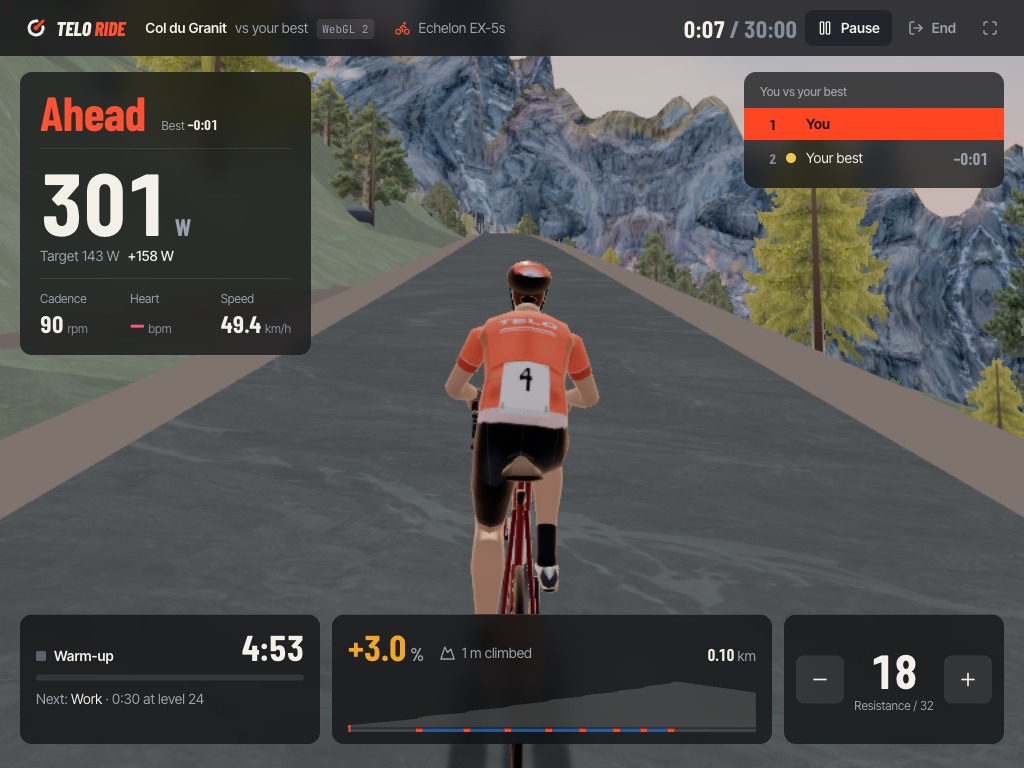 TELO RIDE Col du Granit vs your best WebGL 2 Echelon EX-5s 0:07 / 30:00 Pause End
Ahead Best −0:01
301 W
Target 143 W +158 W
Cadence Heart Speed
90 rpm — bpm 49.4 km/h
You vs your best
1 You
2 Your best −0:01
TELO
4
Warm-up 4:53
Next: Work · 0:30 at level 24
+3.0 % 1 m climbed 0.10 km
− 18 +
Resistance / 32